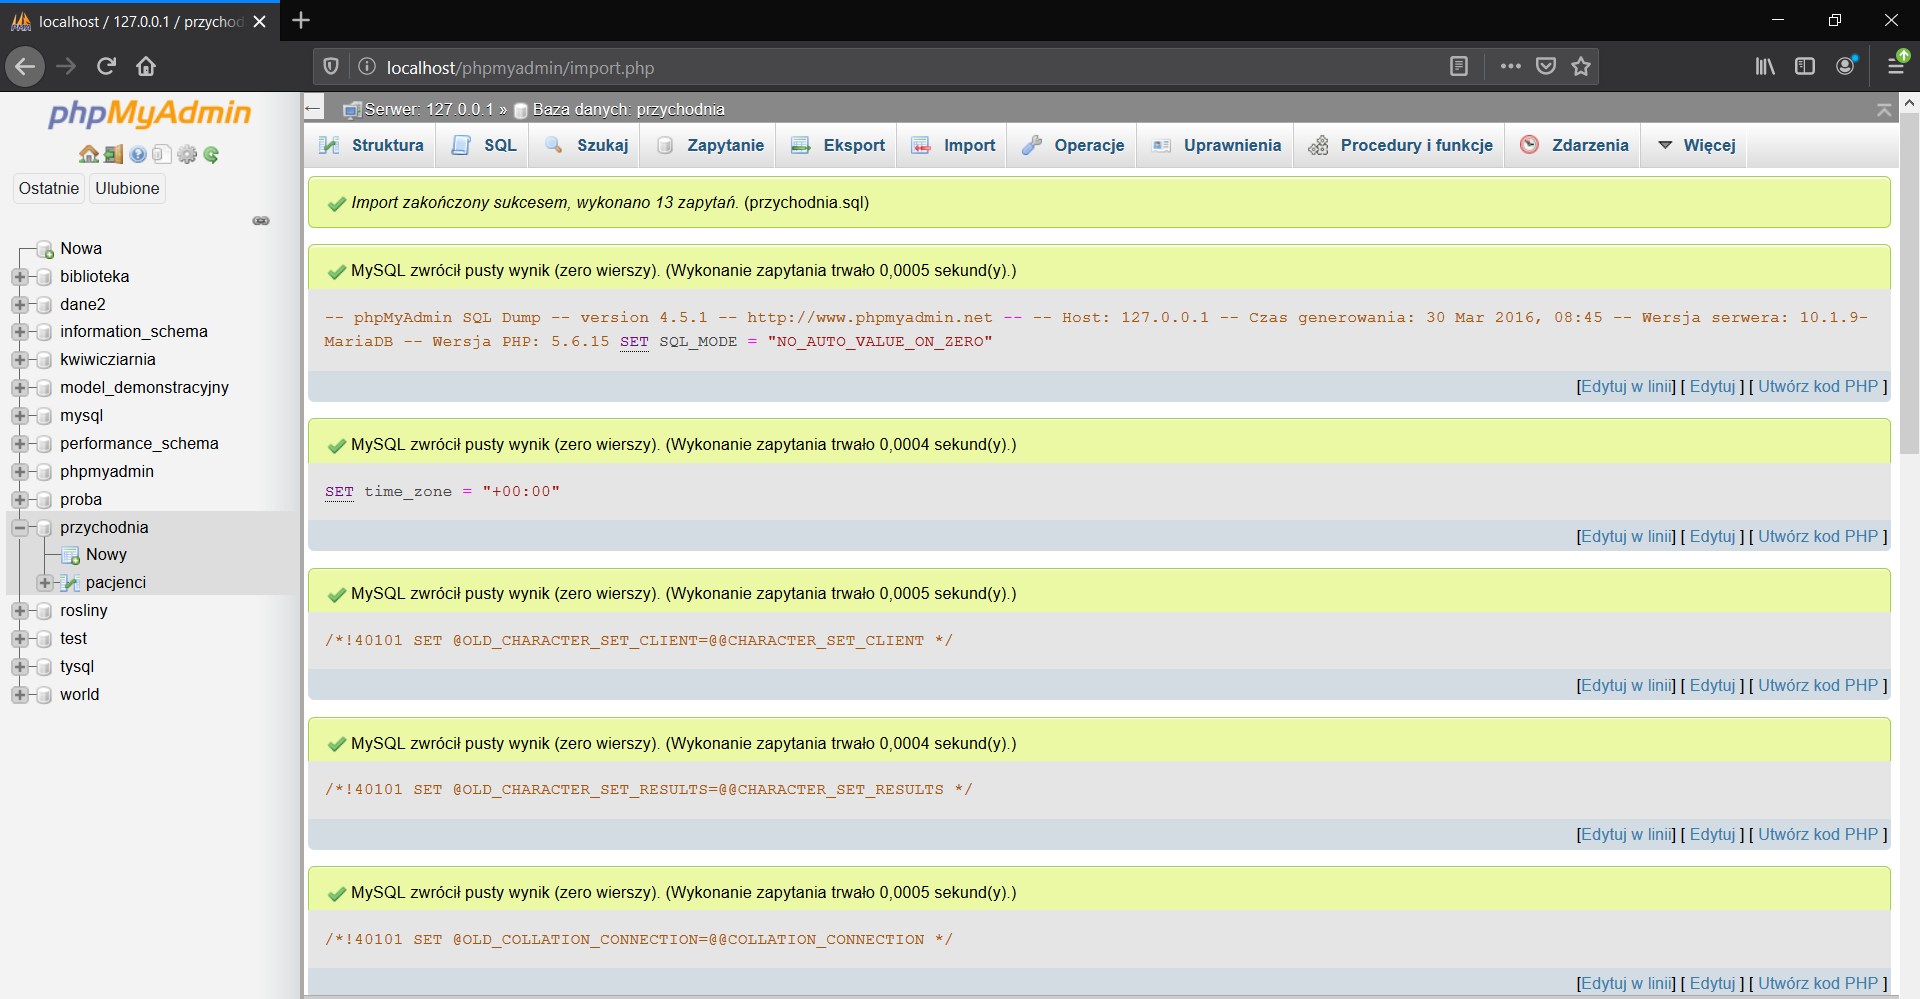 localhost / 127.0.0.1 / przychod
localhost/phpmyadmin/import.php
phpMyAdmin
Ostatnie Ulubione
Nowa
biblioteka
dane2
information_schema
kwiwicziarnia
model_demonstracyjny
mysql
performance_schema
phpmyadmin
proba
przychodnia
Nowy
pacjenci
rosliny
test
tysql
world
Serwer: 127.0.0.1 » Baza danych: przychodnia
Struktura SQL Szukaj Zapytanie Eksport Import Operacje Uprawnienia Procedury i funkcje Zdarzenia Więcej
Import zakończony sukcesem, wykonano 13 zapytań. (przychodnia.sql)
MySQL zwrócił pusty wynik (zero wierszy). (Wykonanie zapytania trwało 0,0005 sekund(y).)
-- phpMyAdmin SQL Dump -- version 4.5.1 -- http://www.phpmyadmin.net -- -- Host: 127.0.0.1 -- Czas generowania: 30 Mar 2016, 08:45 -- Wersja serwera: 10.1.9-
MariaDB -- Wersja PHP: 5.6.15 SET SQL_MODE = "NO_AUTO_VALUE_ON_ZERO"
[Edytuj w linii] [ Edytuj ] [ Utwórz kod PHP ]
MySQL zwrócił pusty wynik (zero wierszy). (Wykonanie zapytania trwało 0,0004 sekund(y).)
SET time_zone = "+00:00"
[Edytuj w linii] [ Edytuj ] [ Utwórz kod PHP ]
MySQL zwrócił pusty wynik (zero wierszy). (Wykonanie zapytania trwało 0,0005 sekund(y).)
/*!40101 SET @OLD_CHARACTER_SET_CLIENT=@@CHARACTER_SET_CLIENT */
[Edytuj w linii] [ Edytuj ] [ Utwórz kod PHP ]
MySQL zwrócił pusty wynik (zero wierszy). (Wykonanie zapytania trwało 0,0004 sekund(y).)
/*!40101 SET @OLD_CHARACTER_SET_RESULTS=@@CHARACTER_SET_RESULTS */
[Edytuj w linii] [ Edytuj ] [ Utwórz kod PHP ]
MySQL zwrócił pusty wynik (zero wierszy). (Wykonanie zapytania trwało 0,0005 sekund(y).)
/*!40101 SET @OLD_COLLATION_CONNECTION=@@COLLATION_CONNECTION */
[Edytuj w linii] [ Edytuj ] [ Utwórz kod PHP ]